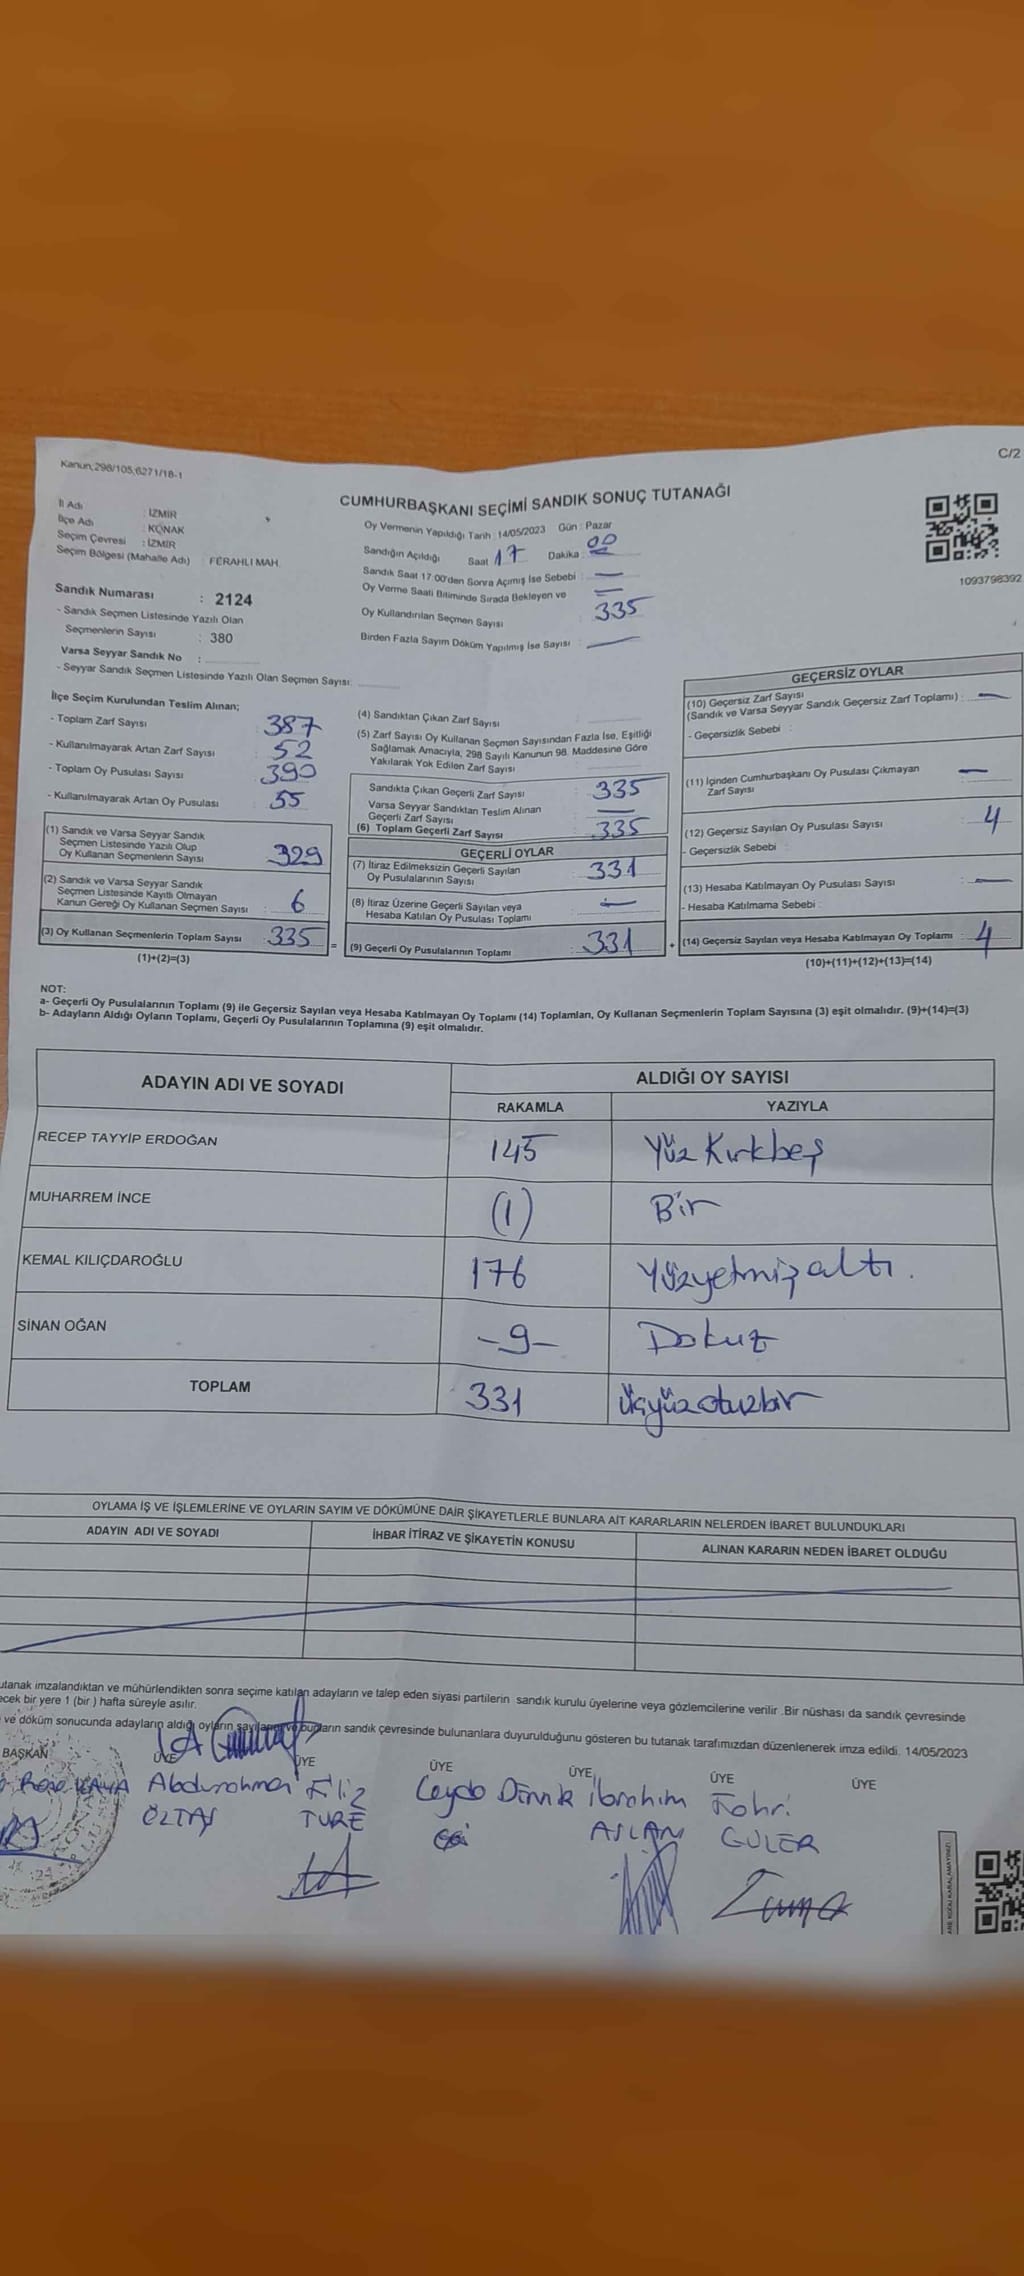 Kanun;298/105;6271/18-1
C/2
CUMHURBAŞKANI SEÇİMİ SANDIK SONUÇ TUTANAĞI
İl Adı : İZMİR
İlçe Adı : KONAK
Seçim Çevresi : İZMİR
Seçim Bölgesi (Mahalle Adı) : FERAHLI MAH.
Sandık Numarası : 2124
- Sandık Seçmen Listesinde Yazılı Olan
Seçmenlerin Sayısı : 380
Varsa Seyyar Sandık No :
- Seyyar Sandık Seçmen Listesinde Yazılı Olan Seçmen Sayısı:
Oy Vermenin Yapıldığı Tarih :14/05/2023 Gün : Pazar
Sandığın Açıldığı Saat 17 Dakika : 00
Sandık Saat 17:00'den Sonra Açımış İse Sebebi : —
Oy Verme Saati Bitiminde Sırada Bekleyen ve
Oy Kullandırılan Seçmen Sayısı : 335
Birden Fazla Sayım Döküm Yapılmış İse Sayısı : —
1093798392
İlçe Seçim Kurulundan Teslim Alınan;
- Toplam Zarf Sayısı 387
- Kullanılmayarak Artan Zarf Sayısı 52
- Toplam Oy Pusulası Sayısı 390
- Kullanılmayarak Artan Oy Pusulası 55
(1) Sandık ve Varsa Seyyar Sandık
Seçmen Listesinde Yazılı Olup
Oy Kullanan Seçmenlerin Sayısı 329
(2) Sandık ve Varsa Seyyar Sandık
Seçmen Listesinde Kayıtlı Olmayan
Kanun Gereği Oy Kullanan Seçmen Sayısı 6
(3) Oy Kullanan Seçmenlerin Toplam Sayısı : 335 =
(1)+(2)=(3)
(4) Sandıktan Çıkan Zarf Sayısı :
(5) Zarf Sayısı Oy Kullanan Seçmen Sayısından Fazla İse, Eşitliği
Sağlamak Amacıyla, 298 Sayılı Kanunun 98. Maddesine Göre
Yakılarak Yok Edilen Zarf Sayısı :
Sandıkta Çıkan Geçerli Zarf Sayısı : 335
Varsa Seyyar Sandıktan Teslim Alınan
Geçerli Zarf Sayısı : —
(6) Toplam Geçerli Zarf Sayısı : 335
GEÇERLİ OYLAR
(7) İtiraz Edilmeksizin Geçerli Sayılan
Oy Pusulalarının Sayısı : 331
(8) İtiraz Üzerine Geçerli Sayılan veya
Hesaba Katılan Oy Pusulası Toplamı : —
(9) Geçerli Oy Pusulalarının Toplamı : 331 +
GEÇERSİZ OYLAR
(10) Geçersiz Zarf Sayısı
(Sandık ve Varsa Seyyar Sandık Geçersiz Zarf Toplamı) : —
- Geçersizlik Sebebi :
(11) İçinden Cumhurbaşkanı Oy Pusulası Çıkmayan
Zarf Sayısı : —
(12) Geçersiz Sayılan Oy Pusulası Sayısı : 4
- Geçersizlik Sebebi :
(13) Hesaba Katılmayan Oy Pusulası Sayısı : —
- Hesaba Katılmama Sebebi :
(14) Geçersiz Sayılan veya Hesaba Katılmayan Oy Toplamı : 4
(10)+(11)+(12)+(13)=(14)
NOT:
a- Geçerli Oy Pusulalarının Toplamı (9) ile Geçersiz Sayılan veya Hesaba Katılmayan Oy Toplamı (14) Toplamları, Oy Kullanan Seçmenlerin Toplam Sayısına (3) eşit olmalıdır. (9)+(14)=(3)
b- Adayların Aldığı Oyların Toplamı, Geçerli Oy Pusulalarının Toplamına (9) eşit olmalıdır.
ADAYIN ADI VE SOYADI ALDIĞI OY SAYISI
RAKAMLA YAZIYLA
RECEP TAYYİP ERDOĞAN 145 Yüz Kırkbeş
MUHARREM İNCE (1) Bir
KEMAL KILIÇDAROĞLU 176 Yüzyetmişaltı.
SİNAN OĞAN -9- Dokuz
TOPLAM 331 üçyüzotuzbir
OYLAMA İŞ VE İŞLEMLERİNE VE OYLARIN SAYIM VE DÖKÜMÜNE DAİR ŞİKAYETLERLE BUNLARA AİT KARARLARIN NELERDEN İBARET BULUNDUKLARI
ADAYIN ADI VE SOYADI İHBAR İTİRAZ VE ŞİKAYETİN KONUSU ALINAN KARARIN NEDEN İBARET OLDUĞU
utanak imzalandıktan ve mühürlendikten sonra seçime katılan adayların ve talep eden siyasi partilerin sandık kurulu üyelerine veya gözlemcilerine verilir .Bir nüshası da sandık çevresinde
ecek bir yere 1 (bir ) hafta süreyle asılır.
ve döküm sonucunda adayların aldığı oyların sayılarını ve bunların sandık çevresinde bulunanlara duyurulduğunu gösteren bu tutanak tarafımızdan düzenlenerek imza edildi. 14/05/2023
BAŞKAN ÜYE ÜYE ÜYE ÜYE ÜYE ÜYE
KAYA Abdurrahman Filiz Ceyda İbrahim Fahri
ÖZTAŞ TURE ASLAN GÜLER